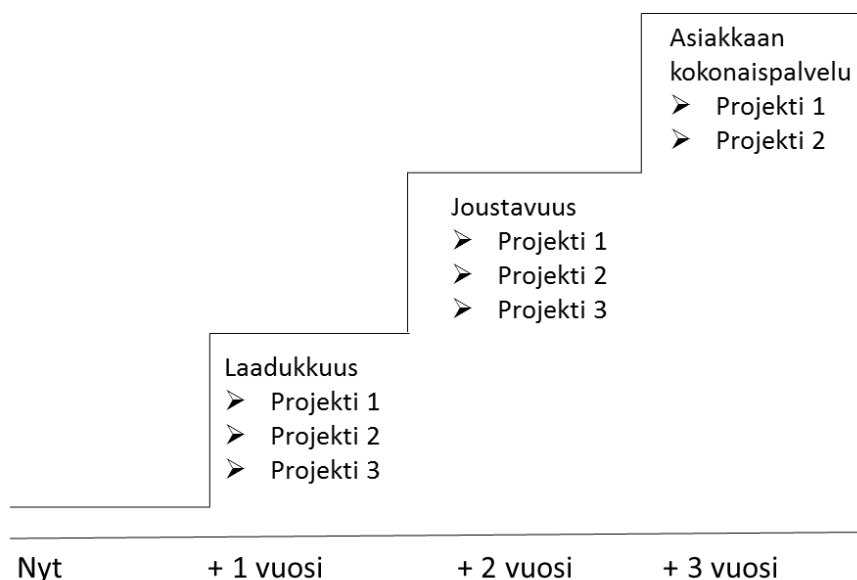 Asiakkaan
kokonaispalvelu
➢ Projekti 1
➢ Projekti 2
Joustavuus
➢ Projekti 1
➢ Projekti 2
➢ Projekti 3
Laadukkuus
➢ Projekti 1
➢ Projekti 2
➢ Projekti 3
Nyt + 1 vuosi + 2 vuosi + 3 vuosi